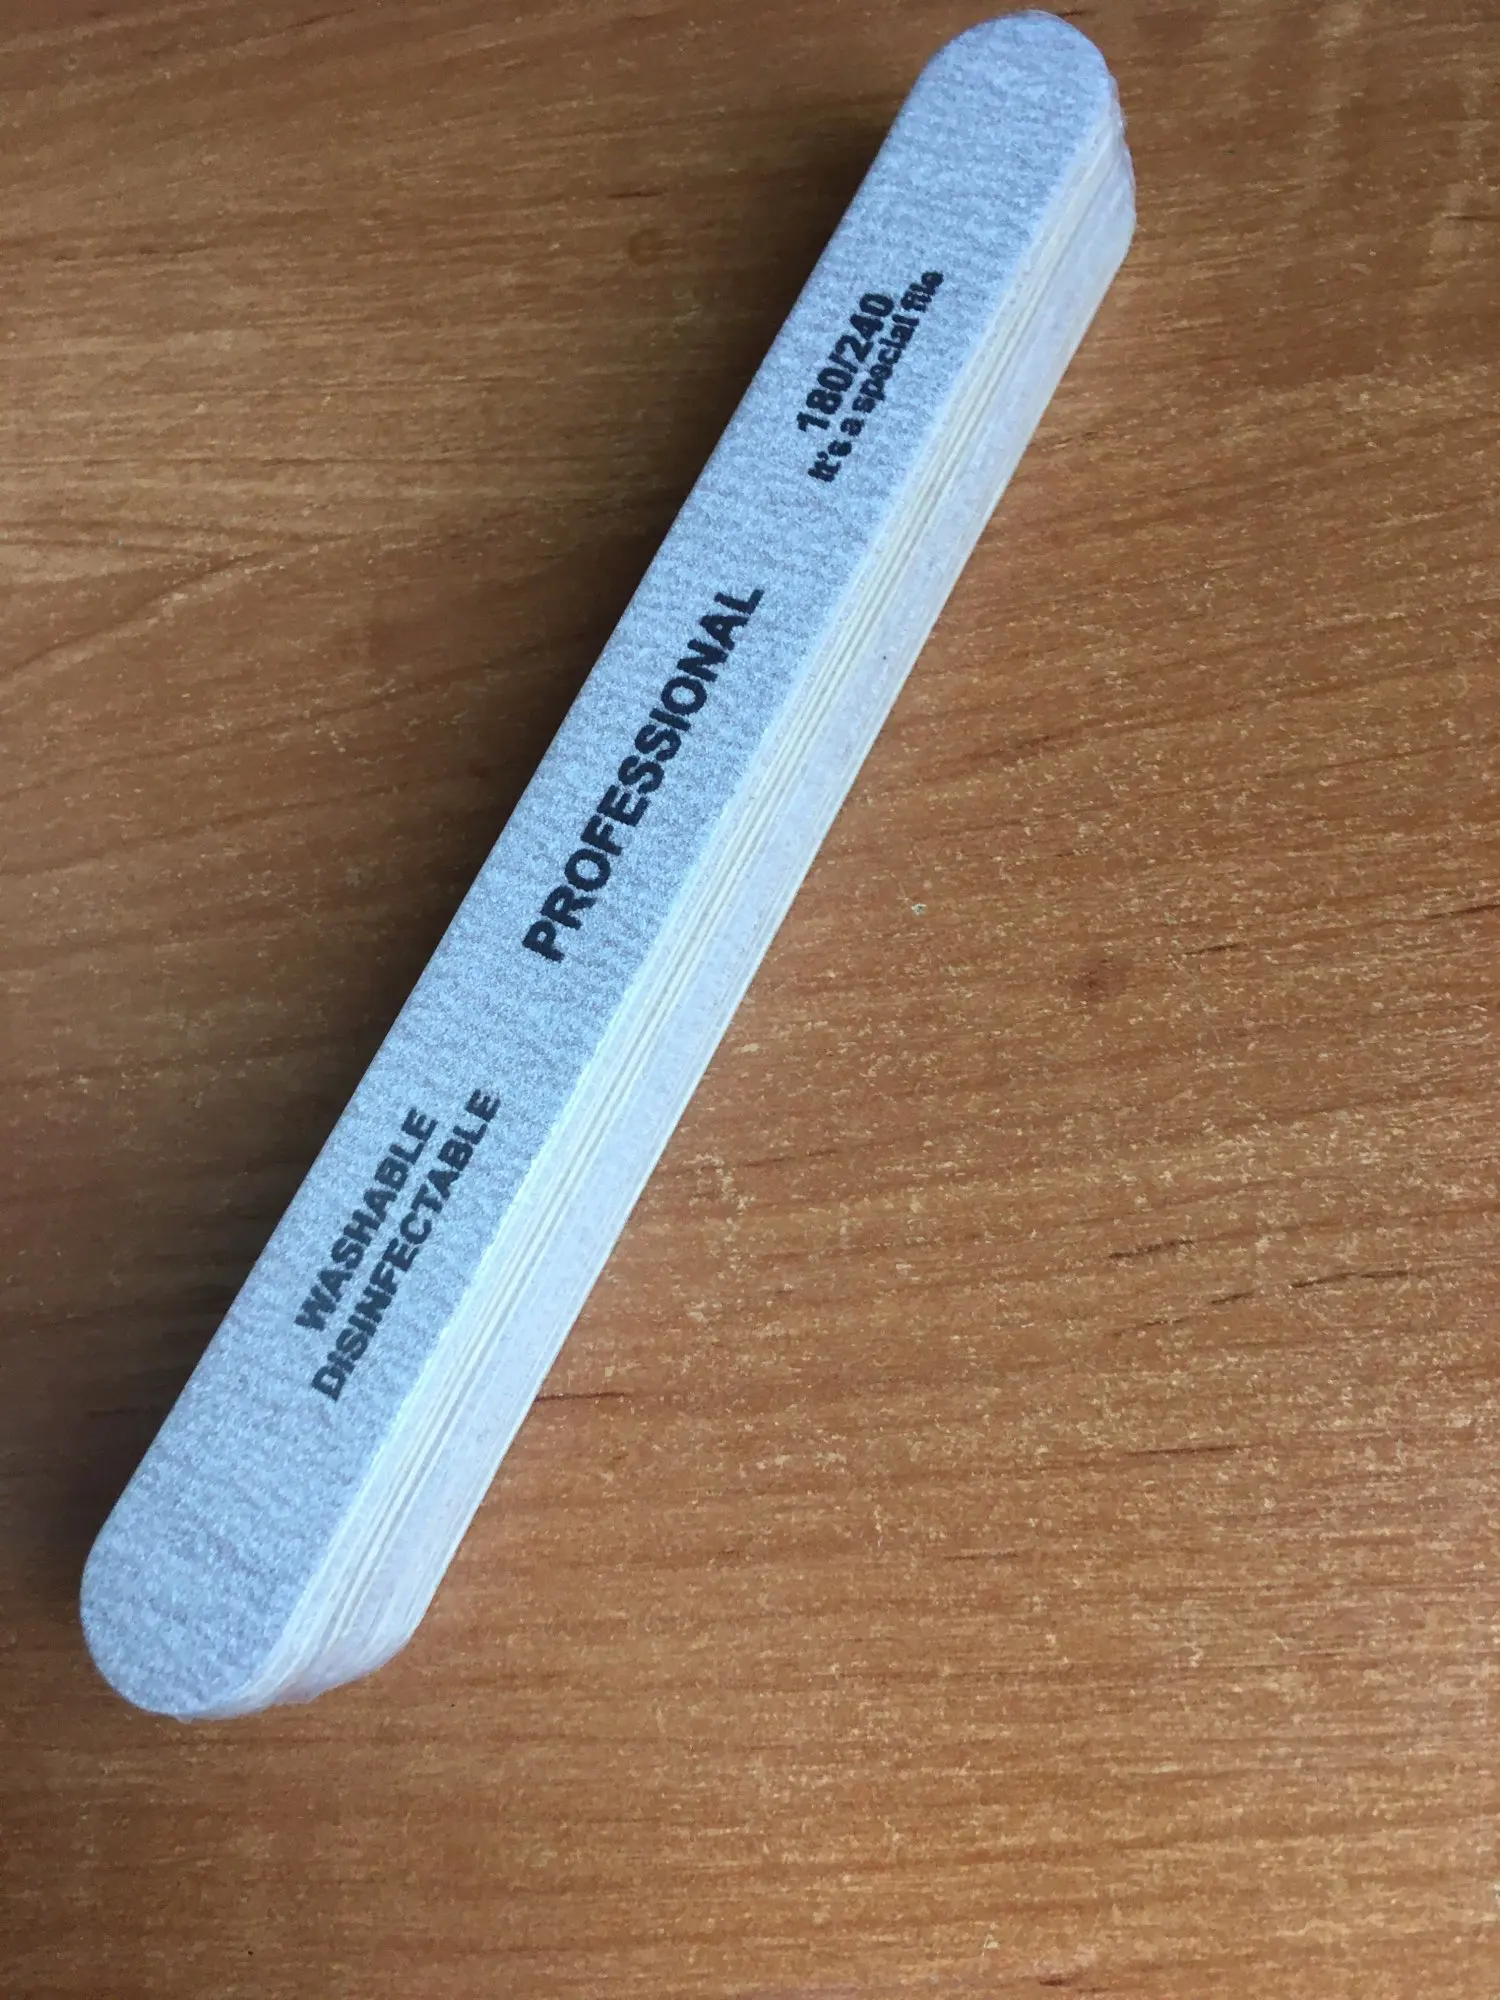 WASHABLE
DISINFECTABLE
PROFESSIONAL
180/240
It's a special file